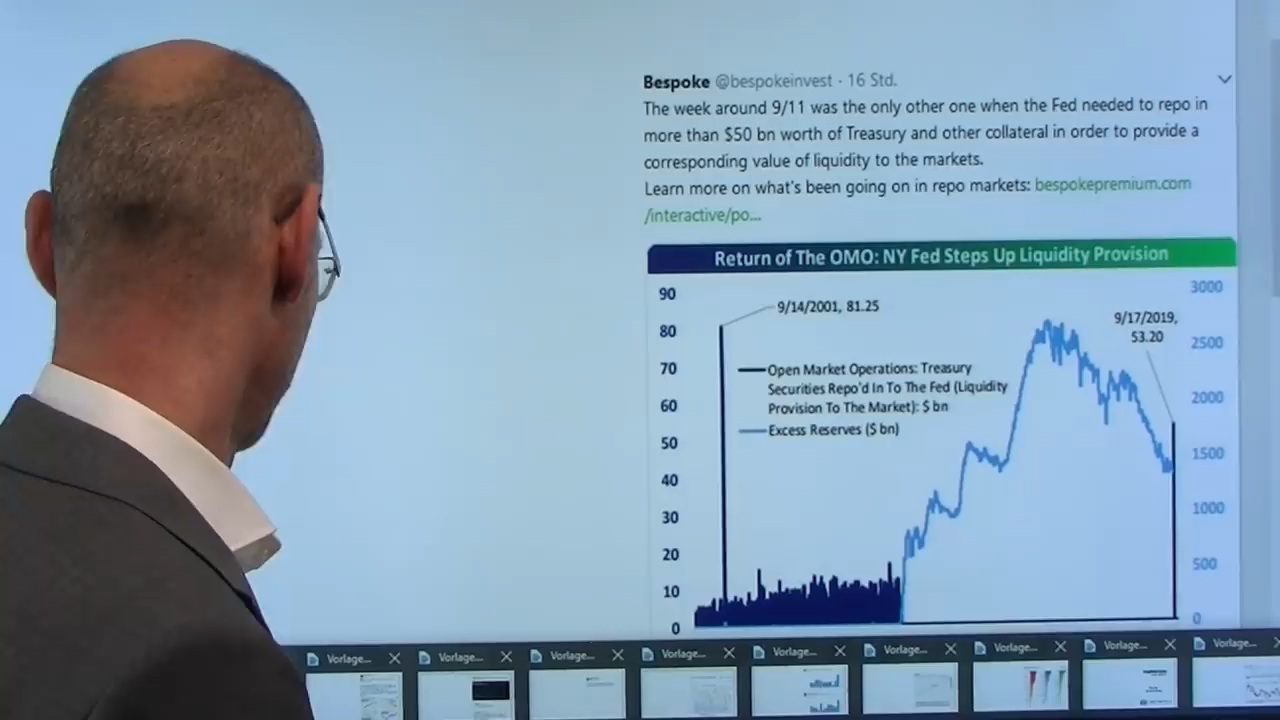 Bespoke @bespokeinvest · 16 Std.
The week around 9/11 was the only other one when the Fed needed to repo in
more than $50 bn worth of Treasury and other collateral in order to provide a
corresponding value of liquidity to the markets.
Learn more on what's been going on in repo markets: bespokepremium.com
/interactive/po...
Return of The OMO: NY Fed Steps Up Liquidity Provision
90
80
70
60
50
40
30
20
10
0
9/14/2001, 81.25
Open Market Operations: Treasury
Securities Repo'd In To The Fed (Liquidity
Provision To The Market): $ bn
Excess Reserves ($ bn)
9/17/2019,
53.20
3000
2500
2000
1500
1000
500
0
Vorlage...
Vorlage...
Vorlage...
Vorlage...
Vorlage...
Vorlage...
Vorlage...
Vorlage...
Vorlage...